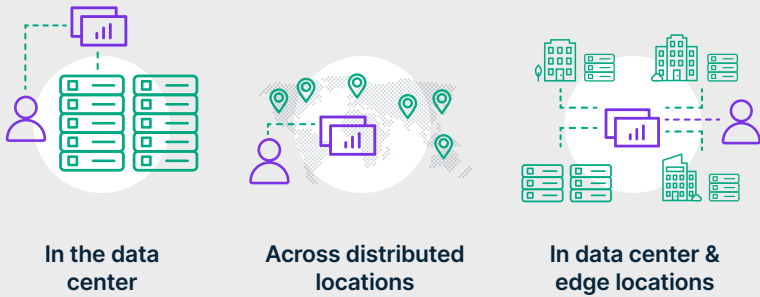 In the data
center
Across distributed
locations
In data center &
edge locations